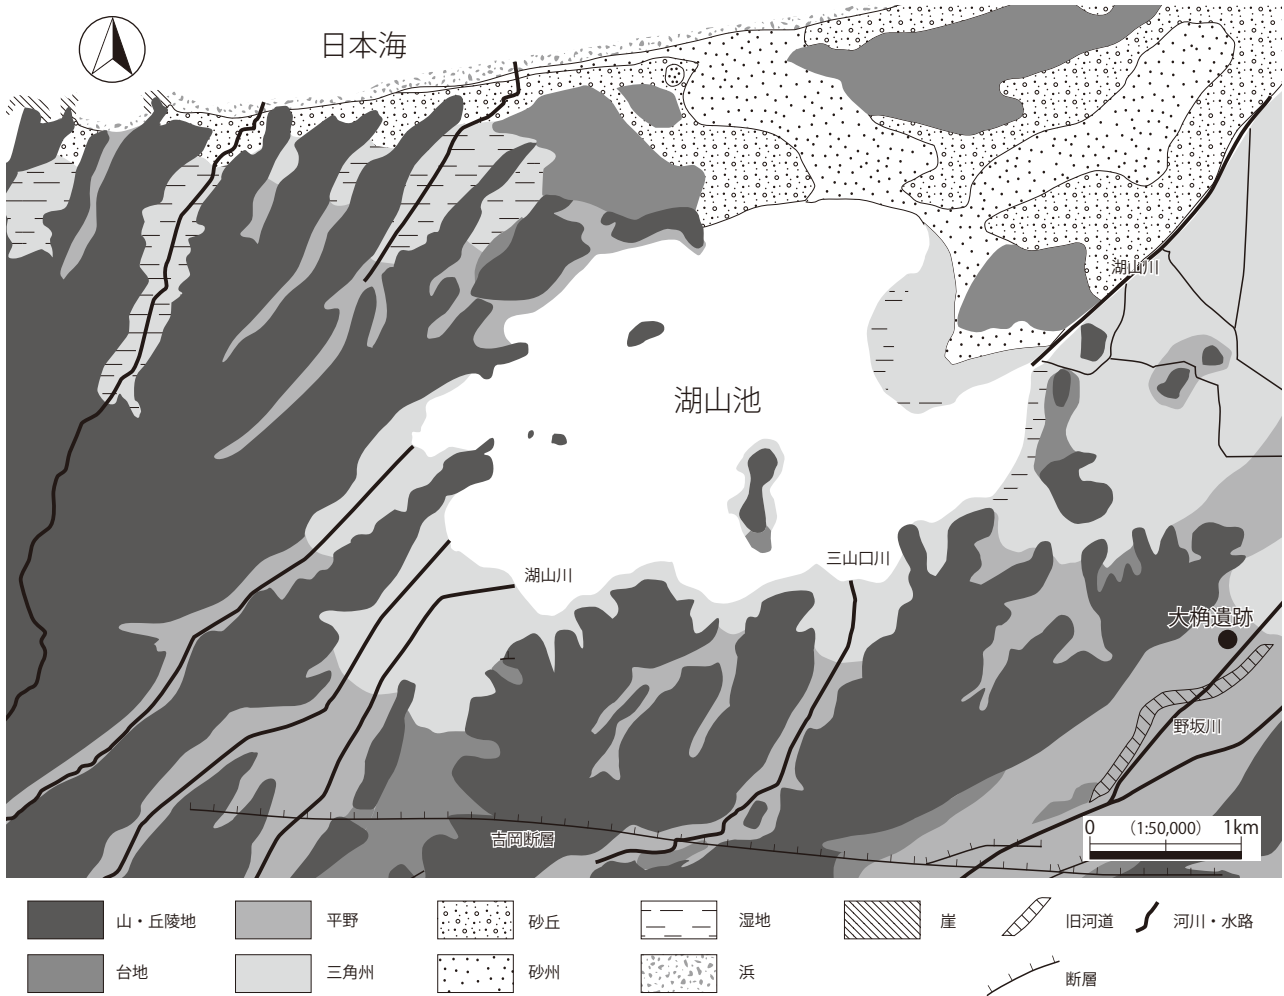 日本海
湖山川
湖山池
三山口川
湖山川
大桷遺跡
野坂川
吉岡断層
0 （1:50,000） 1km
山・丘陵地
平野
砂丘
湿地
崖
旧河道
河川・水路
台地
三角州
砂州
浜
断層